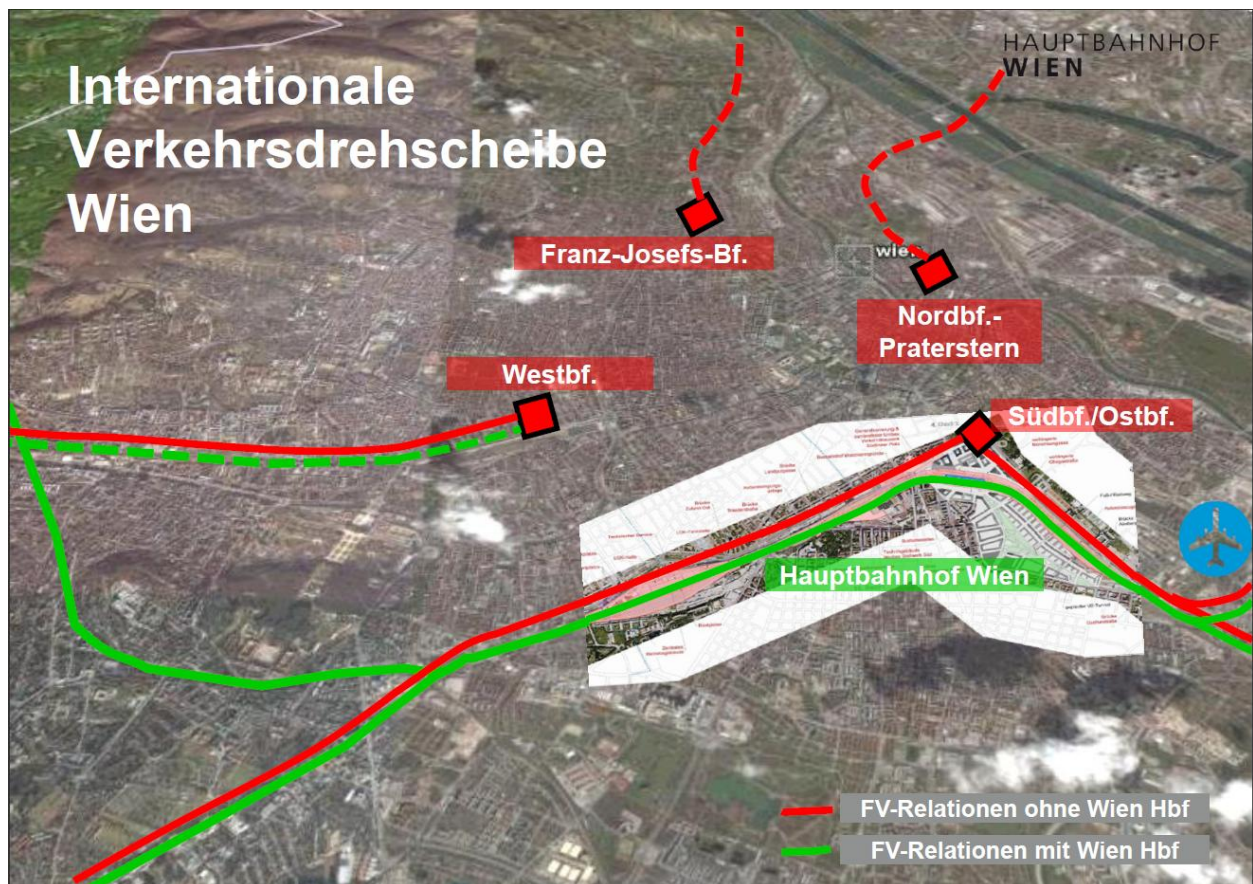 Internationale
Verkehrsdrehscheibe
Wien
HAUPTBAHNHOF
WIEN
Franz-Josefs-Bf.
wien
Nordbf.-
Praterstern
Westbf.
Südbf./Ostbf.
Hauptbahnhof Wien
FV-Relationen ohne Wien Hbf
FV-Relationen mit Wien Hbf